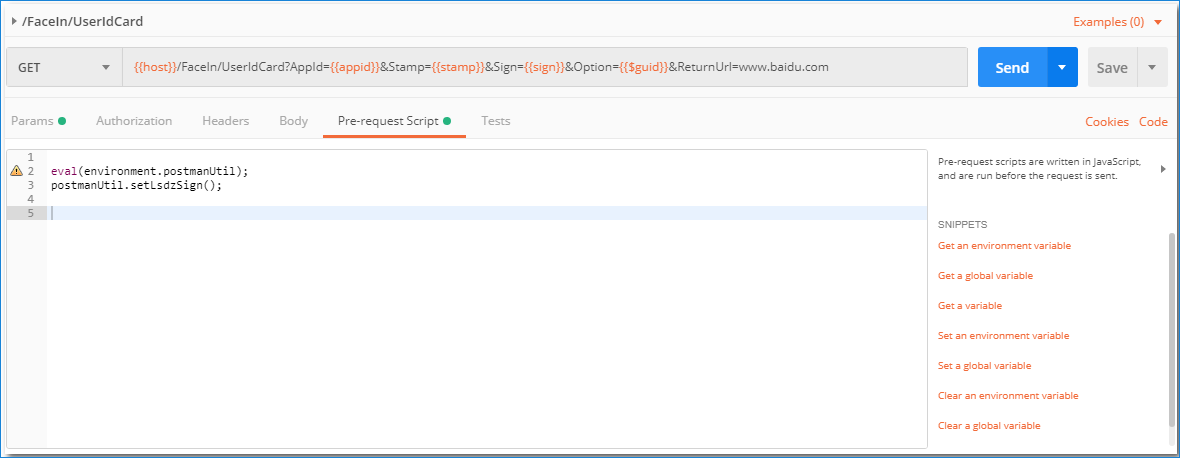 /FaceIn/UserIdCard
Examples (0)
GET
{{host}}/FaceIn/UserIdCard?AppId={{appid}}&Stamp={{stamp}}&Sign={{sign}}&Option={{$guid}}&ReturnUrl=www.baidu.com
Send
Save
Params
Authorization
Headers
Body
Pre-request Script
Tests
Cookies
Code
1
2 eval(environment.postmanUtil);
3 postmanUtil.setLsdzSign();
4
5
Pre-request scripts are written in JavaScript,
and are run before the request is sent.
SNIPPETS
Get an environment variable
Get a global variable
Get a variable
Set an environment variable
Set a global variable
Clear an environment variable
Clear a global variable